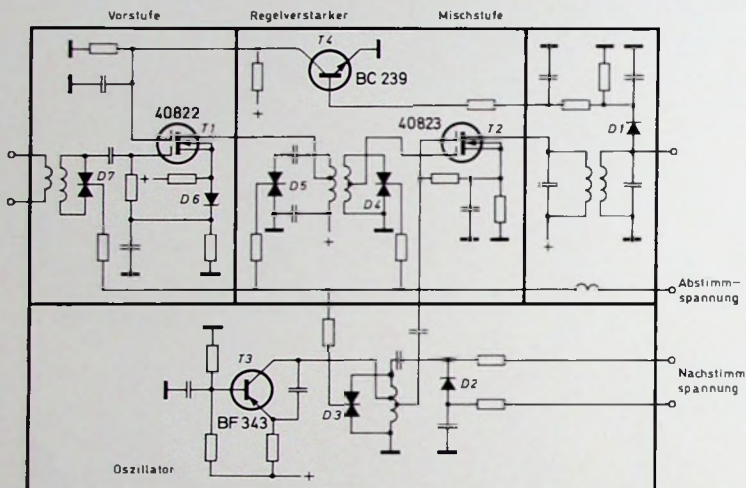 Vorstufe Regelverstärker Mischstufe
T4
BC 239
40822
T1
40823
T2
D1
D7
D6
D5
D4
+
+
+
+
Abstimm-
spannung
T3
BF 343
D3
D2
Nachstimm
spannung
Oszillator
+